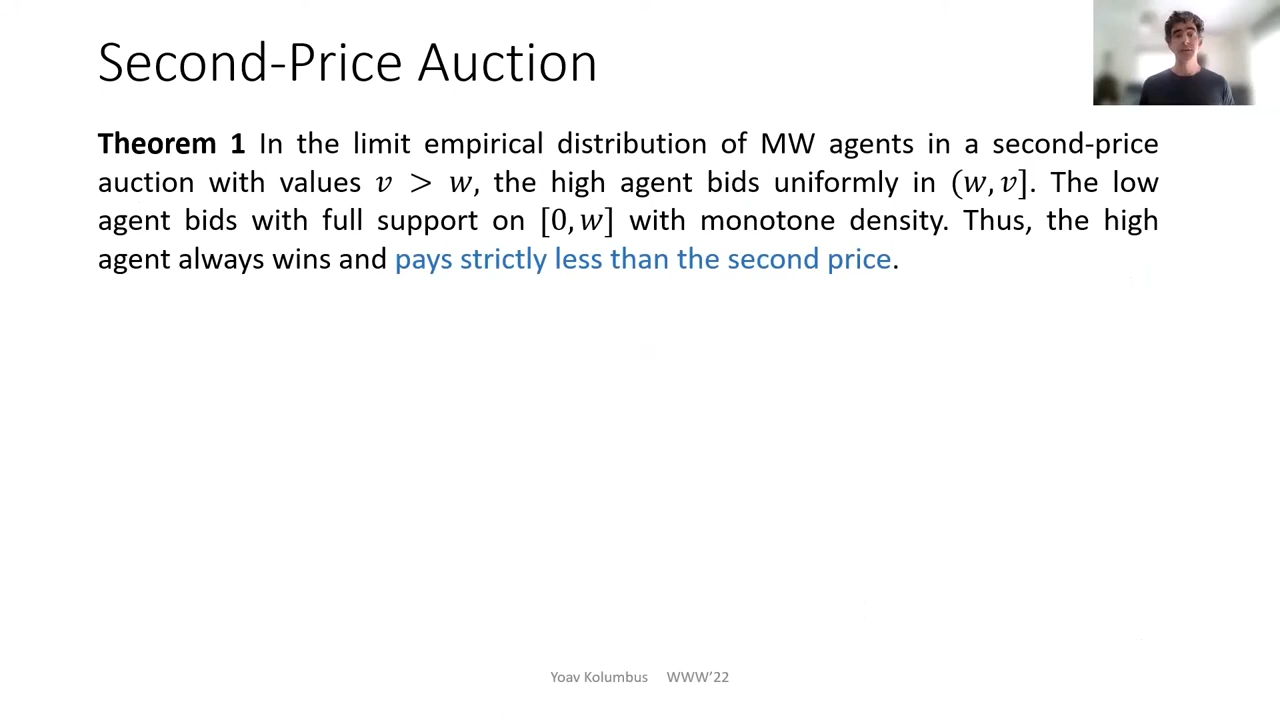 Second-Price Auction
Theorem 1 In the limit empirical distribution of MW agents in a second-price
auction with values v > w, the high agent bids uniformly in (w, v]. The low
agent bids with full support on [0, w] with monotone density. Thus, the high
agent always wins and pays strictly less than the second price.
Yoav Kolumbus WWW'22